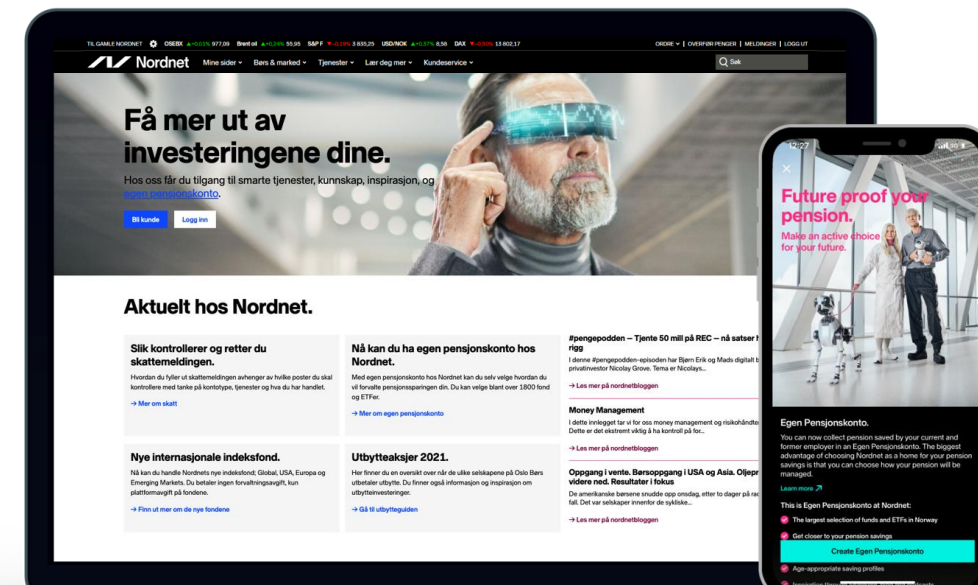 TIL GAMLE NORDNET OSEBX ▲+0,01% 977,09 Brent oil ▲+0,24% 55,95 S&P F ▼-0,19% 3 835,25 USD/NOK ▲+0,57% 8,56 DAX ▼-0,50% 13 602,17 ORDRE OVERFØR PENGER | MELDINGER | LOGG UT
Nordnet Mine sider Børs & marked Tjenester Lær deg mer Kundeservice Søk
Få mer ut av
investeringene dine.
Hos oss får du tilgang til smarte tjenester, kunnskap, inspirasjon, og
egen pensjonskonto.
Bli kunde Logg inn
Aktuelt hos Nordnet.
Slik kontrollerer og retter du
skattemeldingen.
Hvordan du fyller ut skattemeldingen avhenger av hvilke poster du skal
kontrollere med tanke på kontotype, tjenester og hva du har handlet.
→ Mer om skatt
Nå kan du ha egen pensjonskonto hos
Nordnet.
Med egen pensjonskonto hos Nordnet kan du selv velge hvordan du
vil forvalte pensjonssparingen din. Du kan velge blant over 1800 fond
og ETFer.
→ Mer om egen pensjonskonto
#pengepodden – Tjente 50 mill på REC – nå satser
rigg
I denne #pengepodden-episoden har Bjørn Erik og Mads digitalt
privatinvestor Nicolay Grove. Tema er Nicolays...
→ Les mer på nordnetbloggen
Money Management
I dette innlegget tar vi for oss money management og
Dette er det ekstremt viktig å ha kontroll på for...
→ Les mer på nordnetbloggen
Nye internasjonale indeksfond.
Nå kan du handle Nordnets nye indeksfond; Global, USA, Europa og
Emerging Markets. Du betaler ingen forvaltningsavgift, kun
plattformavgift på fondene.
→ Finn ut mer om de nye fondene
Utbytteaksjer 2021.
Her finner du en oversikt over når de ulike selskapene på Oslo Børs
utbetaler utbytte. Du finner også informasjon og inspirasjon om
utbytteinvesteringer.
→ Gå til utbytteguiden
Oppgang i vente. Børsoppgang i USA og Asia.
videre ned. Resultater i fokus
De amerikanske børsene snudde opp onsdag, etter to dager på
fall. Det var selskaper innenfor de sykliske...
→ Les mer på nordnetbloggen
12:27 3G
Future proof your
pension.
Make an active choice
for your future.
Egen Pensjonskonto.
You can now collect pension saved by your current and
former employer in an Egen Pensjonskonto. The biggest
advantage of choosing Nordnet as a home for your pension
savings is that you can choose how your pension will be
managed.
Learn more
This is Egen Pensjonskonto at Nordnet:
The largest selection of funds and ETFs in Norway
Get closer to your pension savings
Create Egen Pensjonskonto
Age-appropriate saving profiles